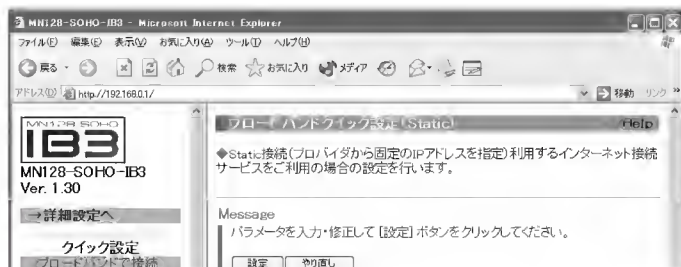 MN128-SOHO-IB3 - Microsoft Internet Explorer
ファイル(F) 編集(E) 表示(V) お気に入り(A) ツール(T) ヘルプ(H)
戻る 検索 お気に入り メディア
アドレス(D) http://192.168.0.1/ 移動 リンク »
MN128-SOHO
IB3
MN128-SOHO-IB3
Ver. 1.30
→詳細設定へ
クイック設定
ブロードバンドで接続
ブロードバンドクイック設定(Static) Help
◆Static接続(プロバイダから固定のIPアドレスを指定)利用するインターネット接続
サービスをご利用の場合の設定を行います。
Message
パラメータを入力・修正して[設定]ボタンをクリックしてください。
設定 やり直し